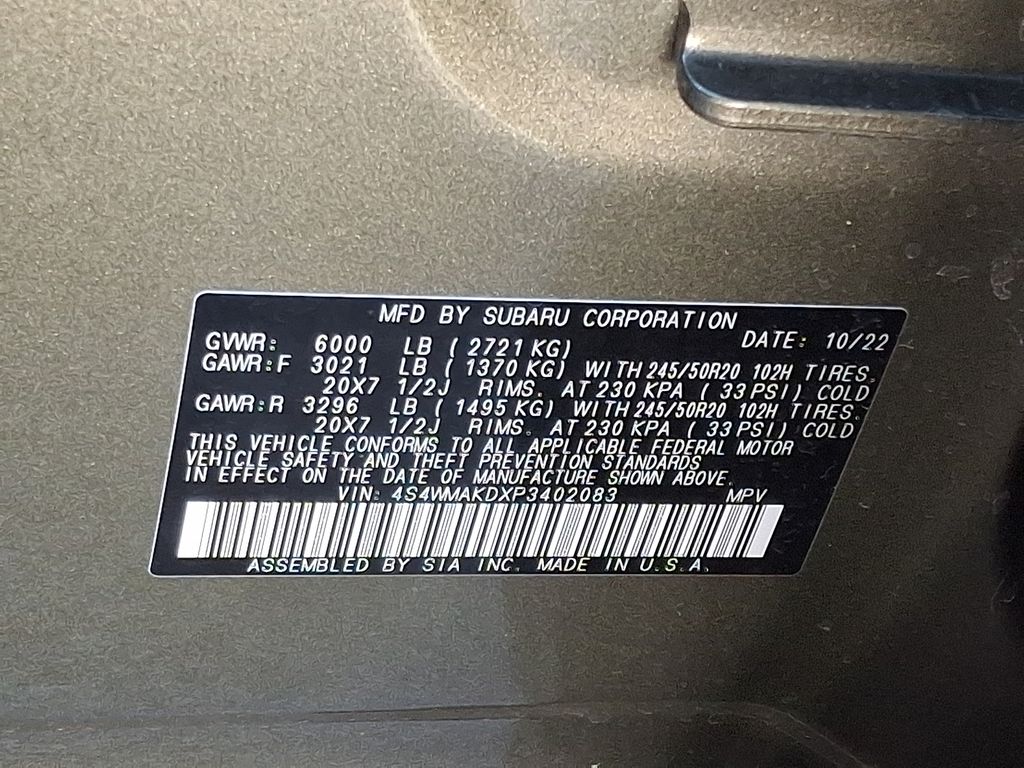 MFD BY SUBARU CORPORATION
GVWR: 6000 LB ( 2721 KG) DATE: 10/22
GAWR:F 3021 LB ( 1370 KG) WITH 245/50R20 102H TIRES.
20X7 1/2J RIMS. AT 230 KPA ( 33 PSI) COLD
GAWR:R 3296 LB ( 1495 KG) WITH 245/50R20 102H TIRES.
20X7 1/2J RIMS. AT 230 KPA ( 33 PSI) COLD
THIS VEHICLE CONFORMS TO ALL APPLICABLE FEDERAL MOTOR
VEHICLE SAFETY AND THEFT PREVENTION STANDARDS
IN EFFECT ON THE DATE OF MANUFACTURE SHOWN ABOVE.
VIN: 4S4WMAKDXP3402083 MPV
ASSEMBLED BY SIA INC. MADE IN U.S.A.